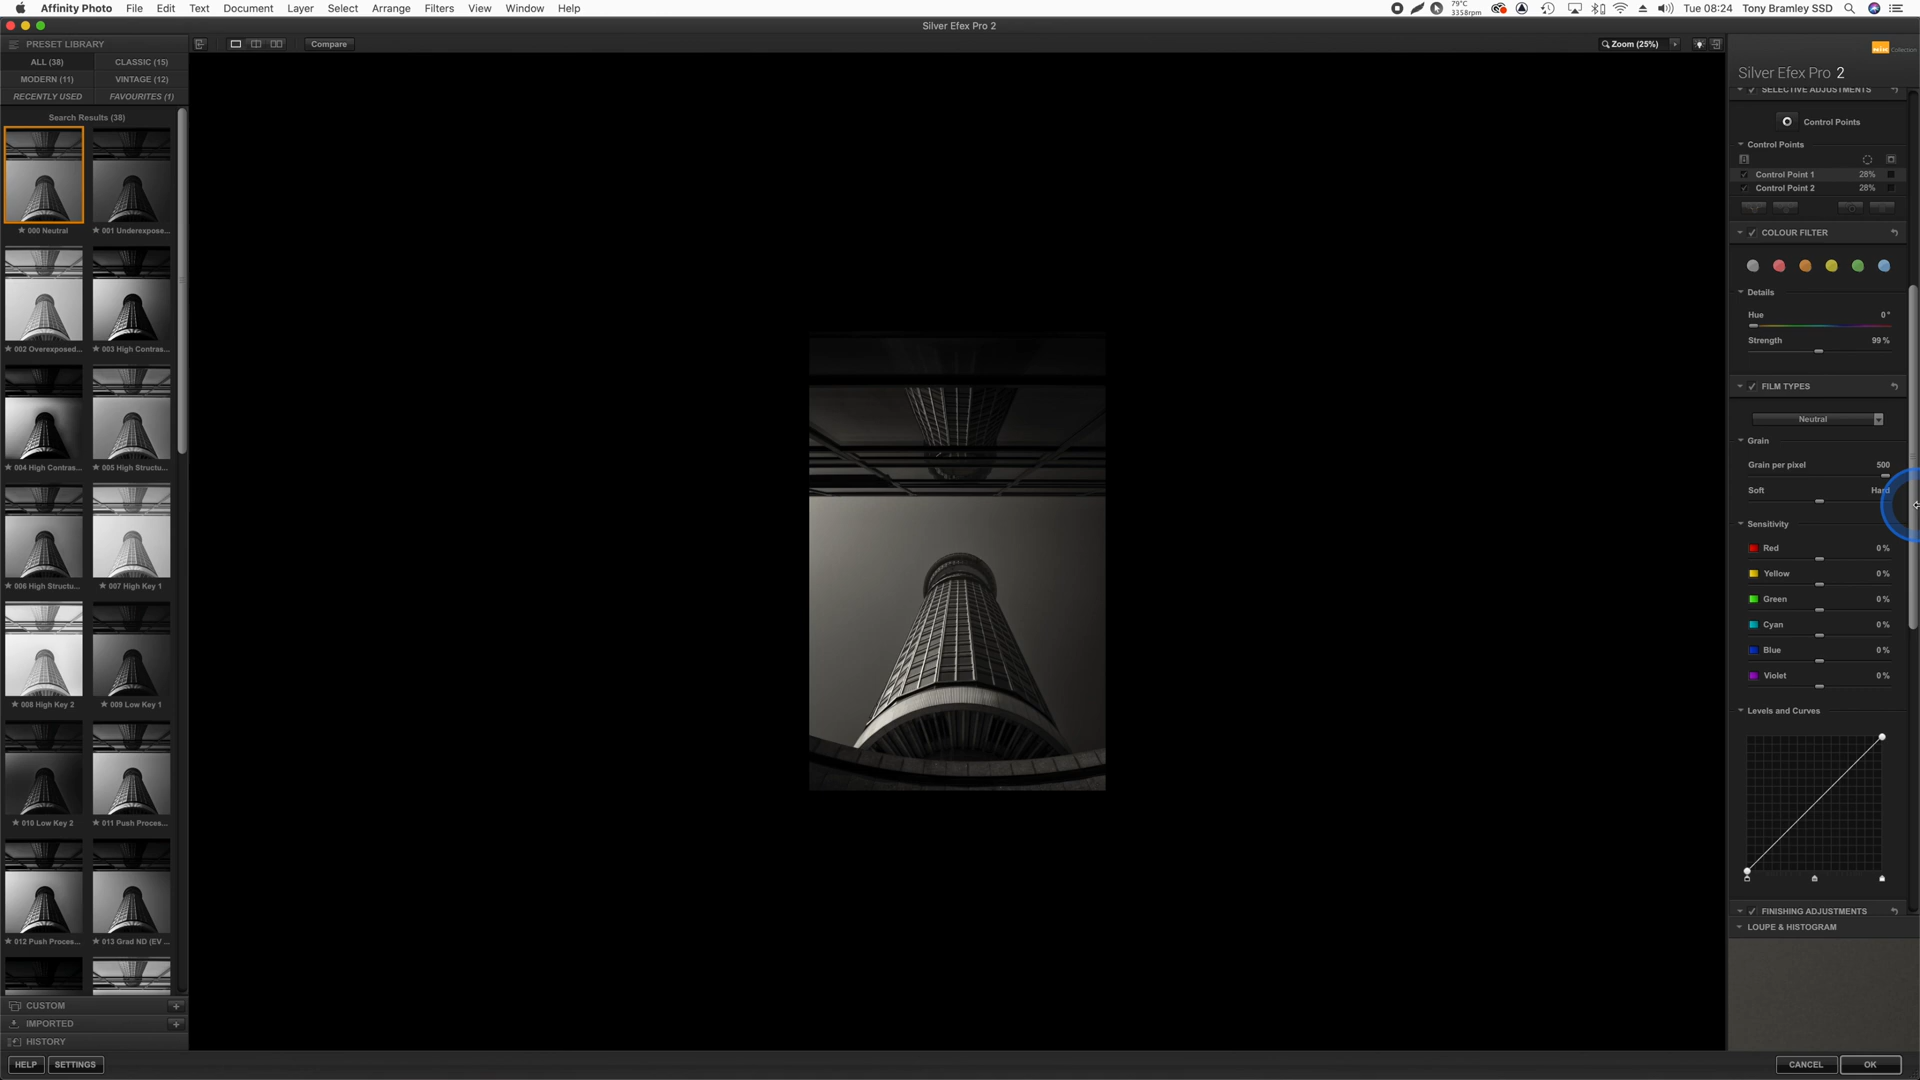 Affinity Photo File Edit Text Document Layer Select Arrange Filters View Window Help
79°C
3358rpm
Tue 08:24 Tony Bramley SSD
Silver Efex Pro 2
PRESET LIBRARY
Compare
Zoom (25%)
Nik Collection
Silver Efex Pro 2
ALL (38) CLASSIC (15)
MODERN (11) VINTAGE (12)
RECENTLY USED FAVOURITES (1)
Search Results (38)
000 Neutral
001 Underexpose...
002 Overexposed...
003 High Contras...
004 High Contras...
005 High Structu...
006 High Structu...
007 High Key 1
008 High Key 2
009 Low Key 1
010 Low Key 2
011 Push Proces...
012 Push Proces...
013 Grad ND (EV ...
CUSTOM
IMPORTED
HISTORY
HELP SETTINGS
SELECTIVE ADJUSTMENTS
Control Points
Control Points
Control Point 1 28%
Control Point 2 28%
COLOUR FILTER
Details
Hue 0°
Strength 99%
FILM TYPES
Neutral
Grain
Grain per pixel 500
Soft Hard
Sensitivity
Red 0%
Yellow 0%
Green 0%
Cyan 0%
Blue 0%
Violet 0%
Levels and Curves
FINISHING ADJUSTMENTS
LOUPE & HISTOGRAM
CANCEL OK